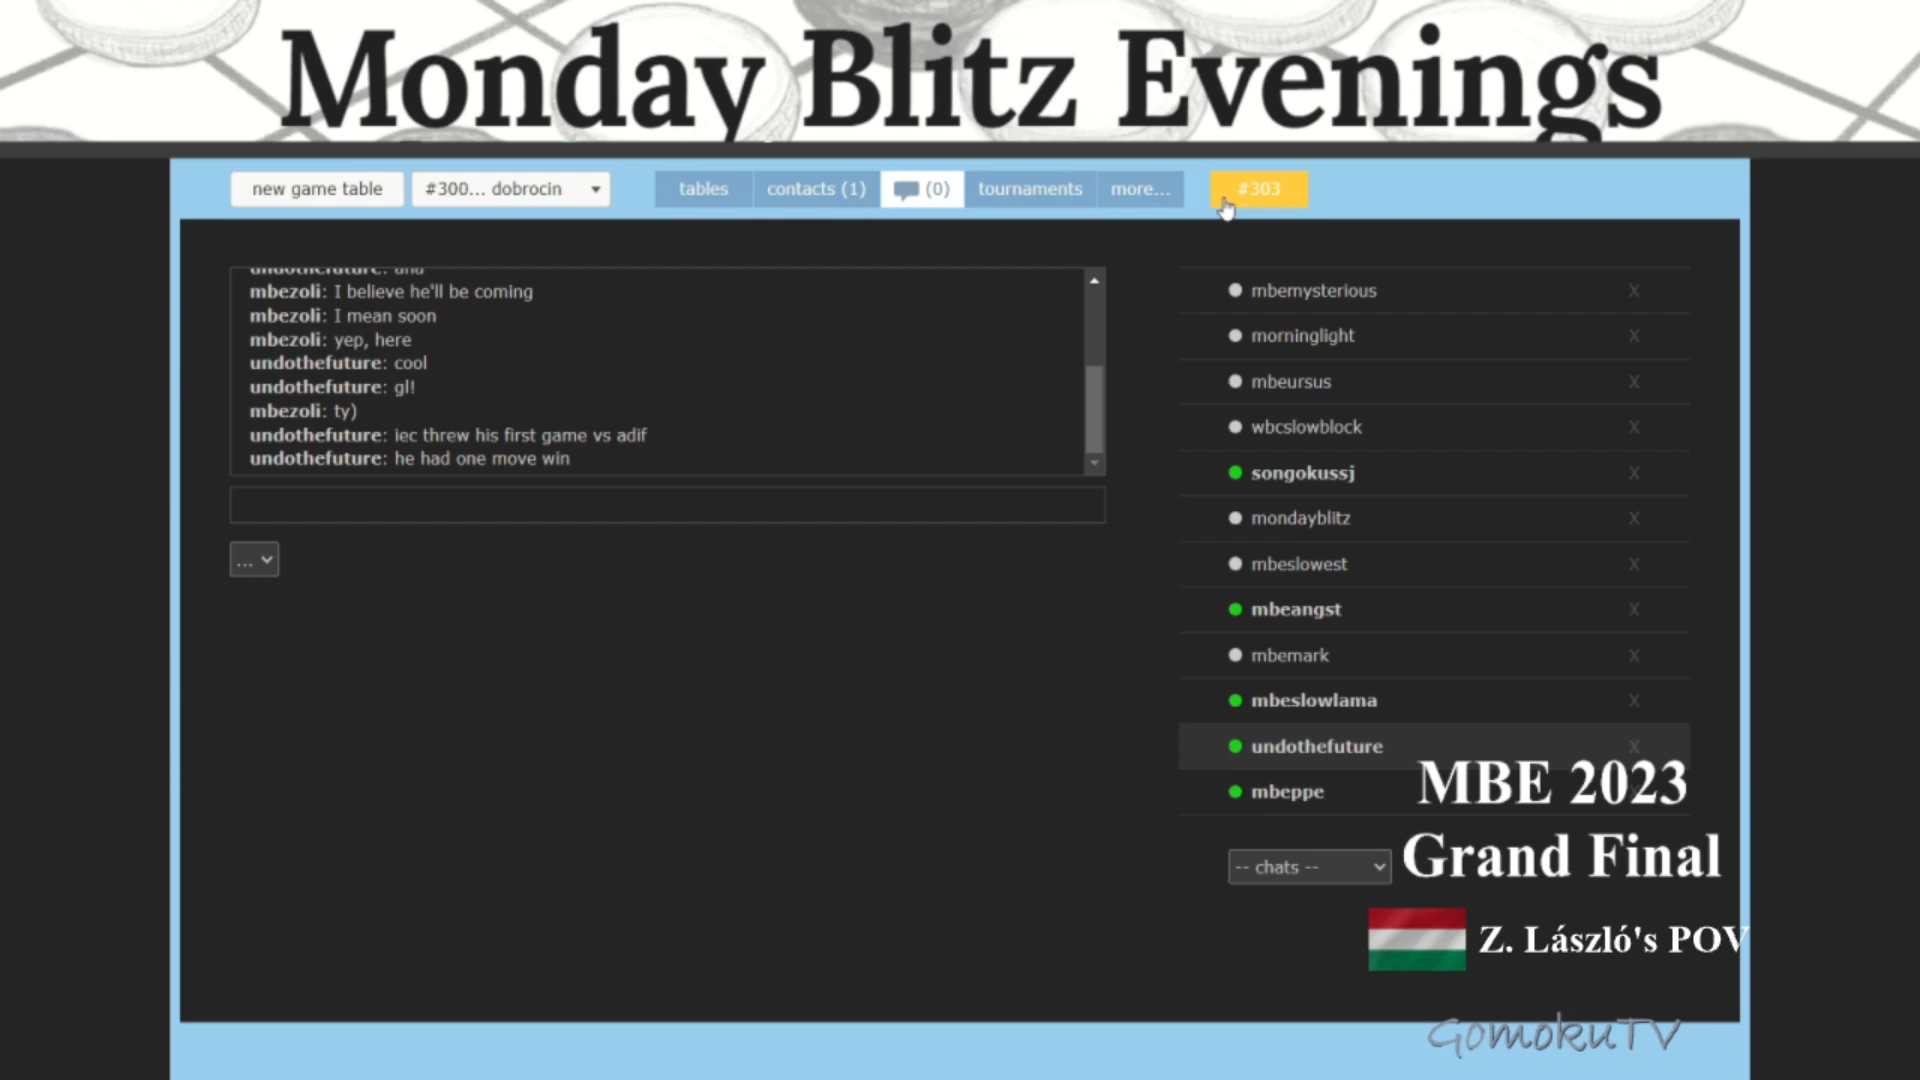 Monday Blitz Evenings
new game table
#300... dobrocin
tables
contacts (1)
(0)
tournaments
more...
#303
undothefuture: and
mbezoli: I believe he'll be coming
mbezoli: I mean soon
mbezoli: yep, here
undothefuture: cool
undothefuture: gl!
mbezoli: ty)
undothefuture: iec threw his first game vs adif
undothefuture: he had one move win
...
mbemysterious X
morninglight X
mbeursus X
wbcslowblock X
songokussj X
mondayblitz X
mbeslowest X
mbeangst X
mbemark X
mbeslowlama X
undothefuture X
mbeppe
-- chats --
MBE 2023
Grand Final
Z. László's POV
GomokuTV